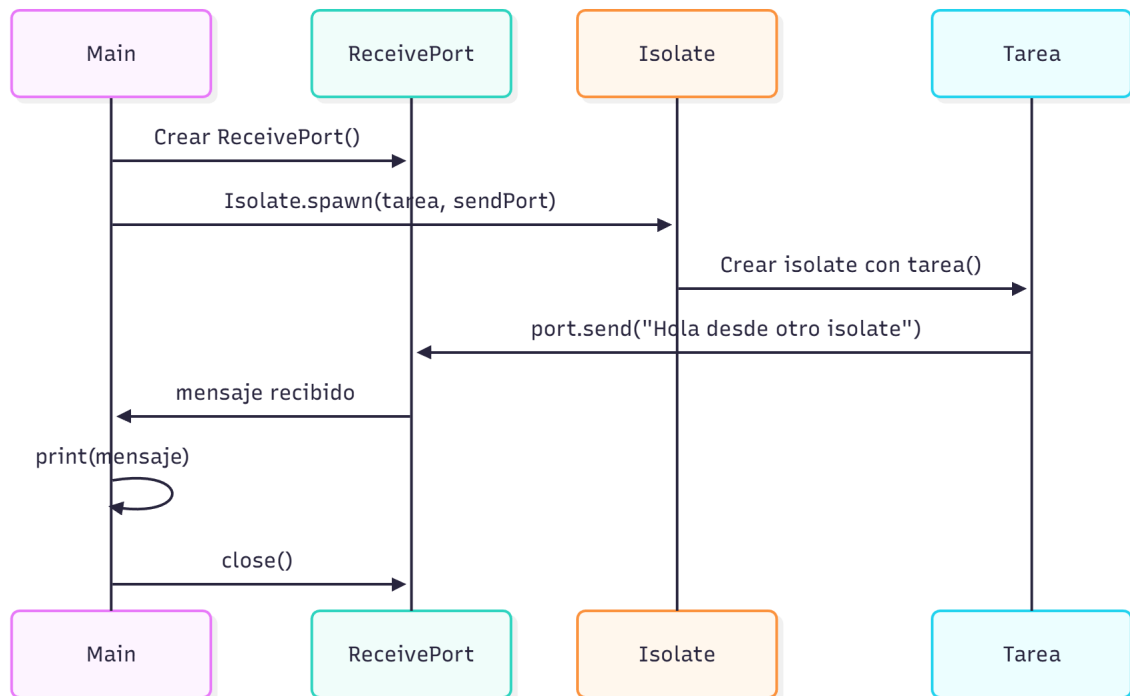 Main
ReceivePort
Isolate
Tarea
Crear ReceivePort()
Isolate.spawn(tarea, sendPort)
Crear isolate con tarea()
port.send("Hola desde otro isolate")
mensaje recibido
print(mensaje)
close()
Main
ReceivePort
Isolate
Tarea